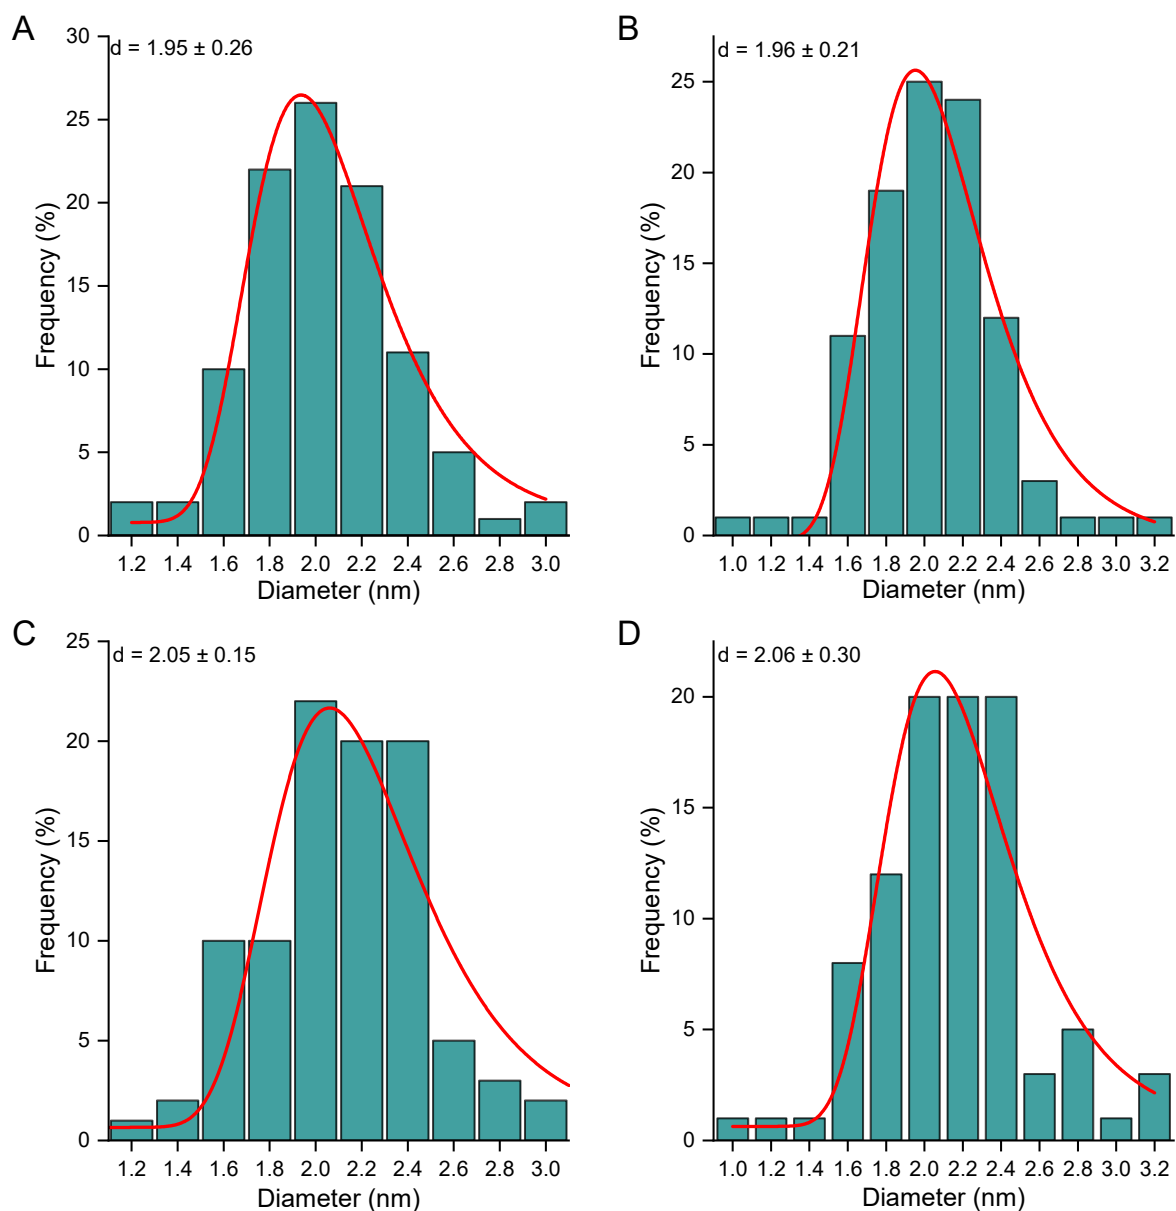 A
d = 1.95 ± 0.26
30
25
20
15
10
5
0
Frequency (%)
1.2 1.4 1.6 1.8 2.0 2.2 2.4 2.6 2.8 3.0
Diameter (nm)
B
d = 1.96 ± 0.21
25
20
15
10
5
0
Frequency (%)
1.0 1.2 1.4 1.6 1.8 2.0 2.2 2.4 2.6 2.8 3.0 3.2
Diameter (nm)
C
d = 2.05 ± 0.15
25
20
15
10
5
0
Frequency (%)
1.2 1.4 1.6 1.8 2.0 2.2 2.4 2.6 2.8 3.0
Diameter (nm)
D
d = 2.06 ± 0.30
20
15
10
5
0
Frequency (%)
1.0 1.2 1.4 1.6 1.8 2.0 2.2 2.4 2.6 2.8 3.0 3.2
Diameter (nm)